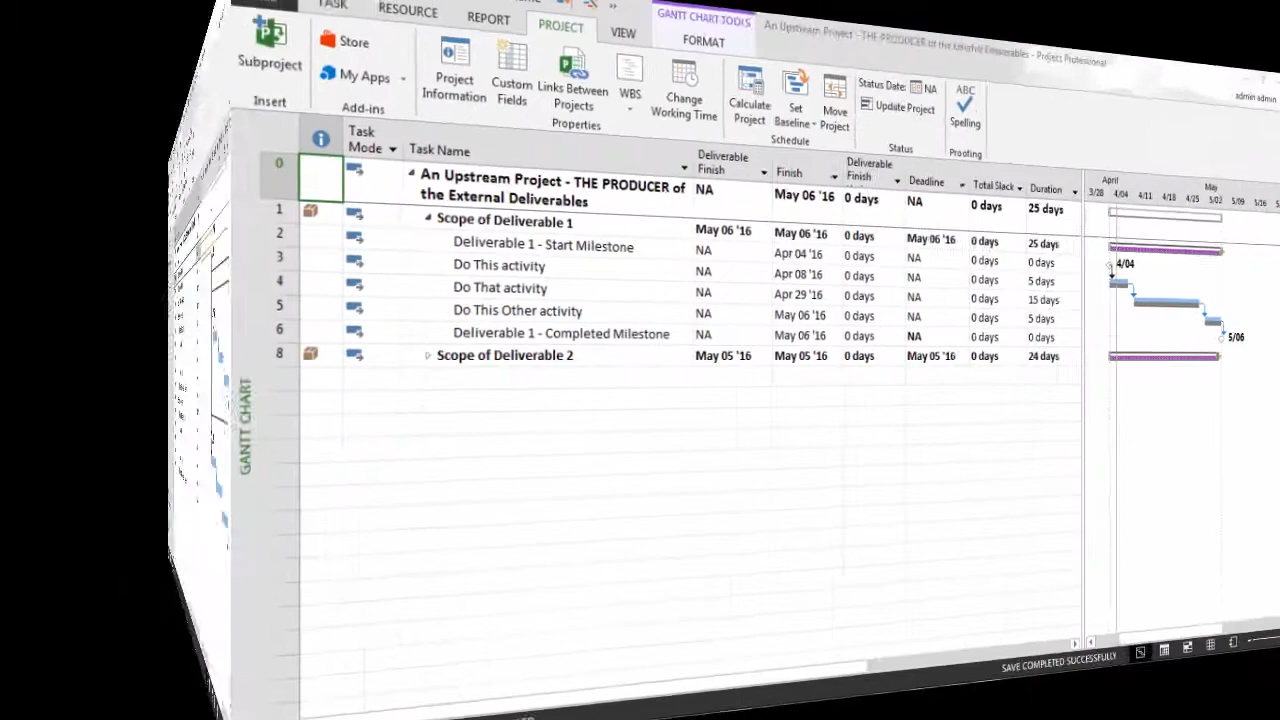 TASK RESOURCE REPORT PROJECT VIEW GANTT CHART TOOLS FORMAT
An Upstream Project - THE PRODUCER of the External Deliverables - Project Professional
admin admin
Subproject
Insert
Store
My Apps
Add-ins
Project Information
Custom Fields
Links Between Projects
WBS
Change Working Time
Properties
Calculate Project
Set Baseline
Move Project
Schedule
Status Date: NA
Update Project
Status
ABC
Spelling
Proofing
Task Mode Task Name Deliverable Finish Finish Deliverable Finish Deadline Total Slack Duration
April May
3/28 4/04 4/11 4/18 4/25 5/02 5/09 5/16
0 An Upstream Project - THE PRODUCER of the External Deliverables NA May 06 '16 0 days NA 0 days 25 days
1 Scope of Deliverable 1 May 06 '16 May 06 '16 0 days May 06 '16 0 days 25 days
2 Deliverable 1 - Start Milestone NA Apr 04 '16 0 days NA 0 days 0 days 4/04
3 Do This activity NA Apr 08 '16 0 days NA 0 days 5 days
4 Do That activity NA Apr 29 '16 0 days NA 0 days 15 days
5 Do This Other activity NA May 06 '16 0 days NA 0 days 5 days
6 Deliverable 1 - Completed Milestone NA May 06 '16 0 days NA 0 days 0 days 5/06
8 Scope of Deliverable 2 May 05 '16 May 05 '16 0 days May 05 '16 0 days 24 days
GANTT CHART
SAVE COMPLETED SUCCESSFULLY